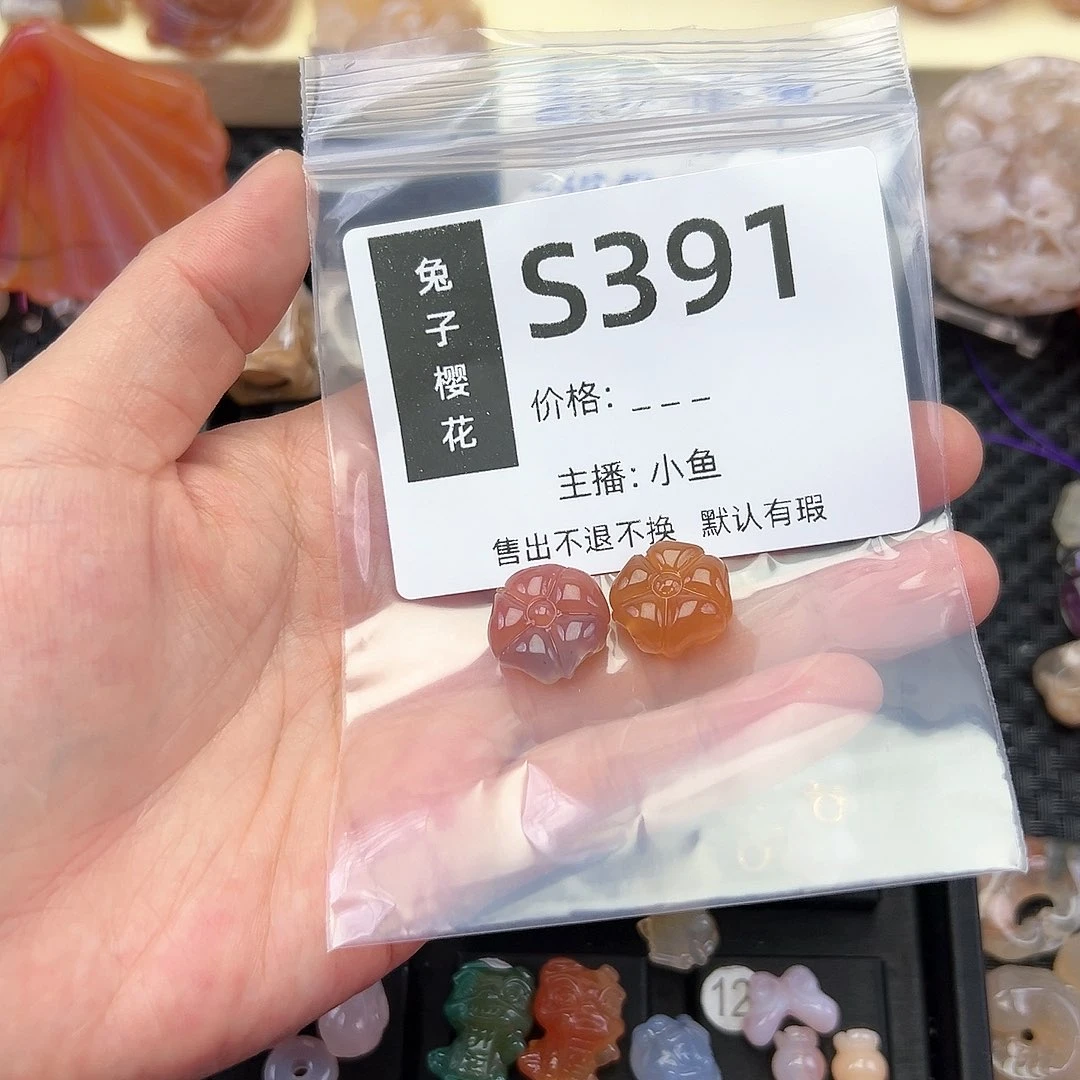 兔子樱花
S391
价格: _ _ _
主播: 小鱼
售出不退不换 默认有瑕
12